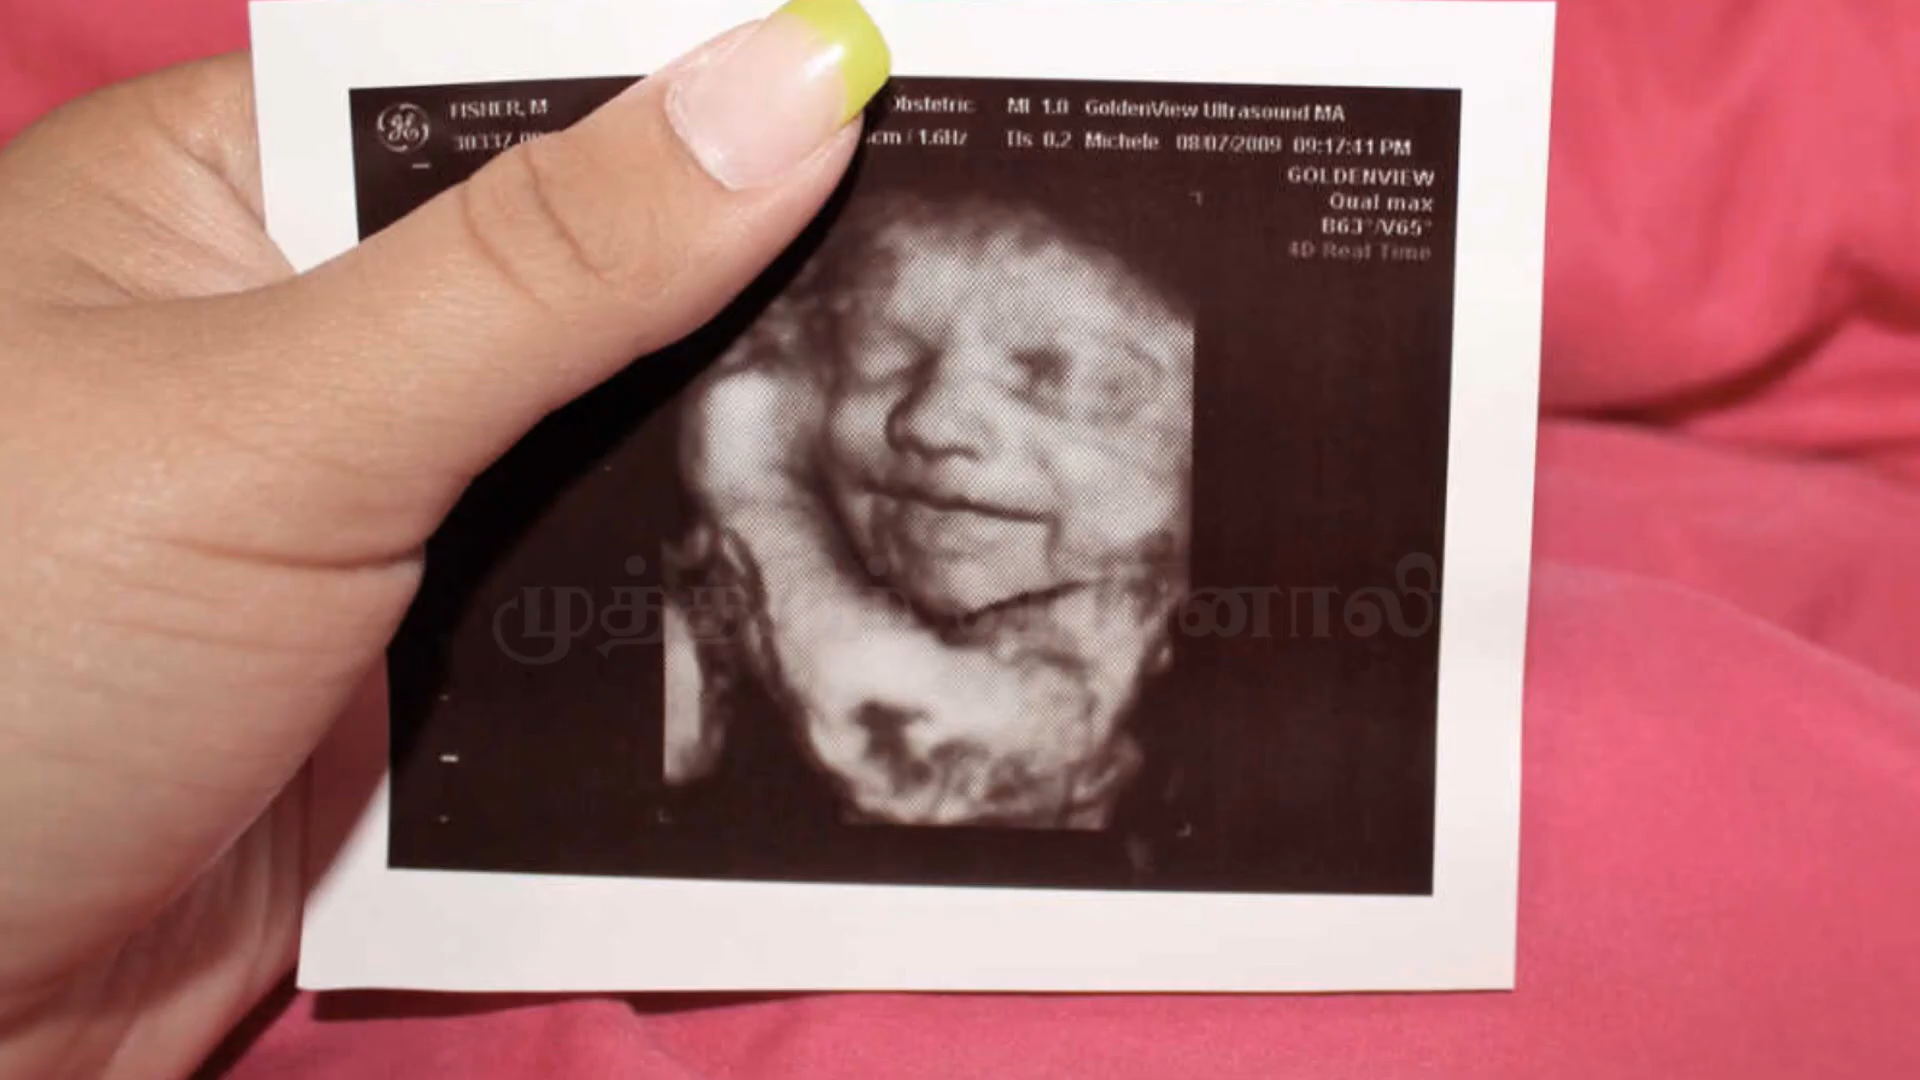 GE
FISHER, M
Obstetric MI 1.0 GoldenView Ultrasound MA
cm / 1.6Hz TIs 0.2 Michele 08/07/2009 09:17:41 PM
GOLDENVIEW
Qual max
B63°/V65°
4D Real Time